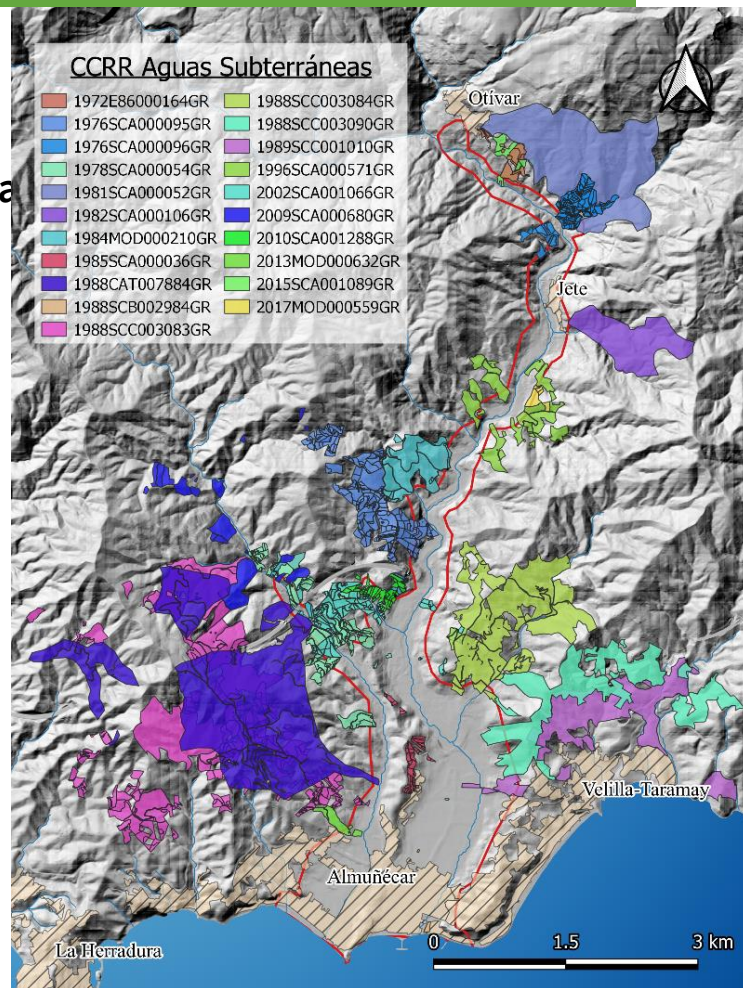 CCRR Aguas Subterráneas
1972E86000164GR
1976SCA000095GR
1976SCA000096GR
1978SCA000054GR
1981SCA000052GR
1982SCA000106GR
1984MOD000210GR
1985SCA000036GR
1988CAT007884GR
1988SCB002984GR
1988SCC003083GR
1988SCC003084GR
1988SCC003090GR
1989SCC001010GR
1996SCA000571GR
2002SCA001066GR
2009SCA000680GR
2010SCA001288GR
2013MOD000632GR
2015SCA001089GR
2017MOD000559GR
a
Otívar
Jete
Velilla-Taramay
Almuñécar
La Herradura
0 1.5 3 km